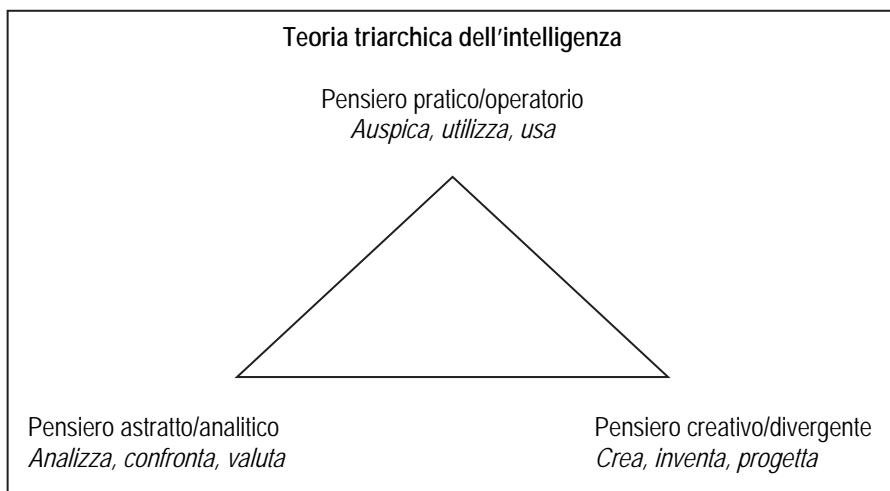 Teoria triarchica dell'intelligenza
Pensiero pratico/operatorio
Auspica, utilizza, usa
Pensiero astratto/analitico
Analizza, confronta, valuta
Pensiero creativo/divergente
Crea, inventa, progetta